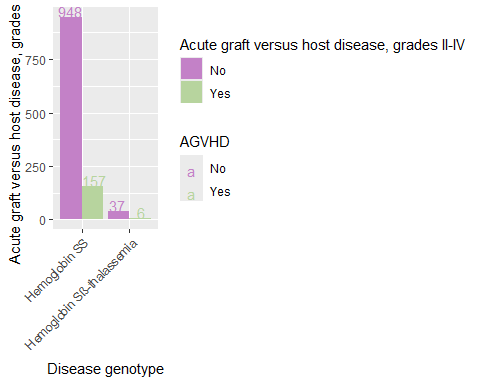 Acute graft versus host disease, grades
948
750
500
250
0
157
37
6
Hemoglobin SS
Hemoglobin Sß-thalassemia
Disease genotype
Acute graft versus host disease, grades II-IV
No
Yes
AGVHD
a No
a Yes